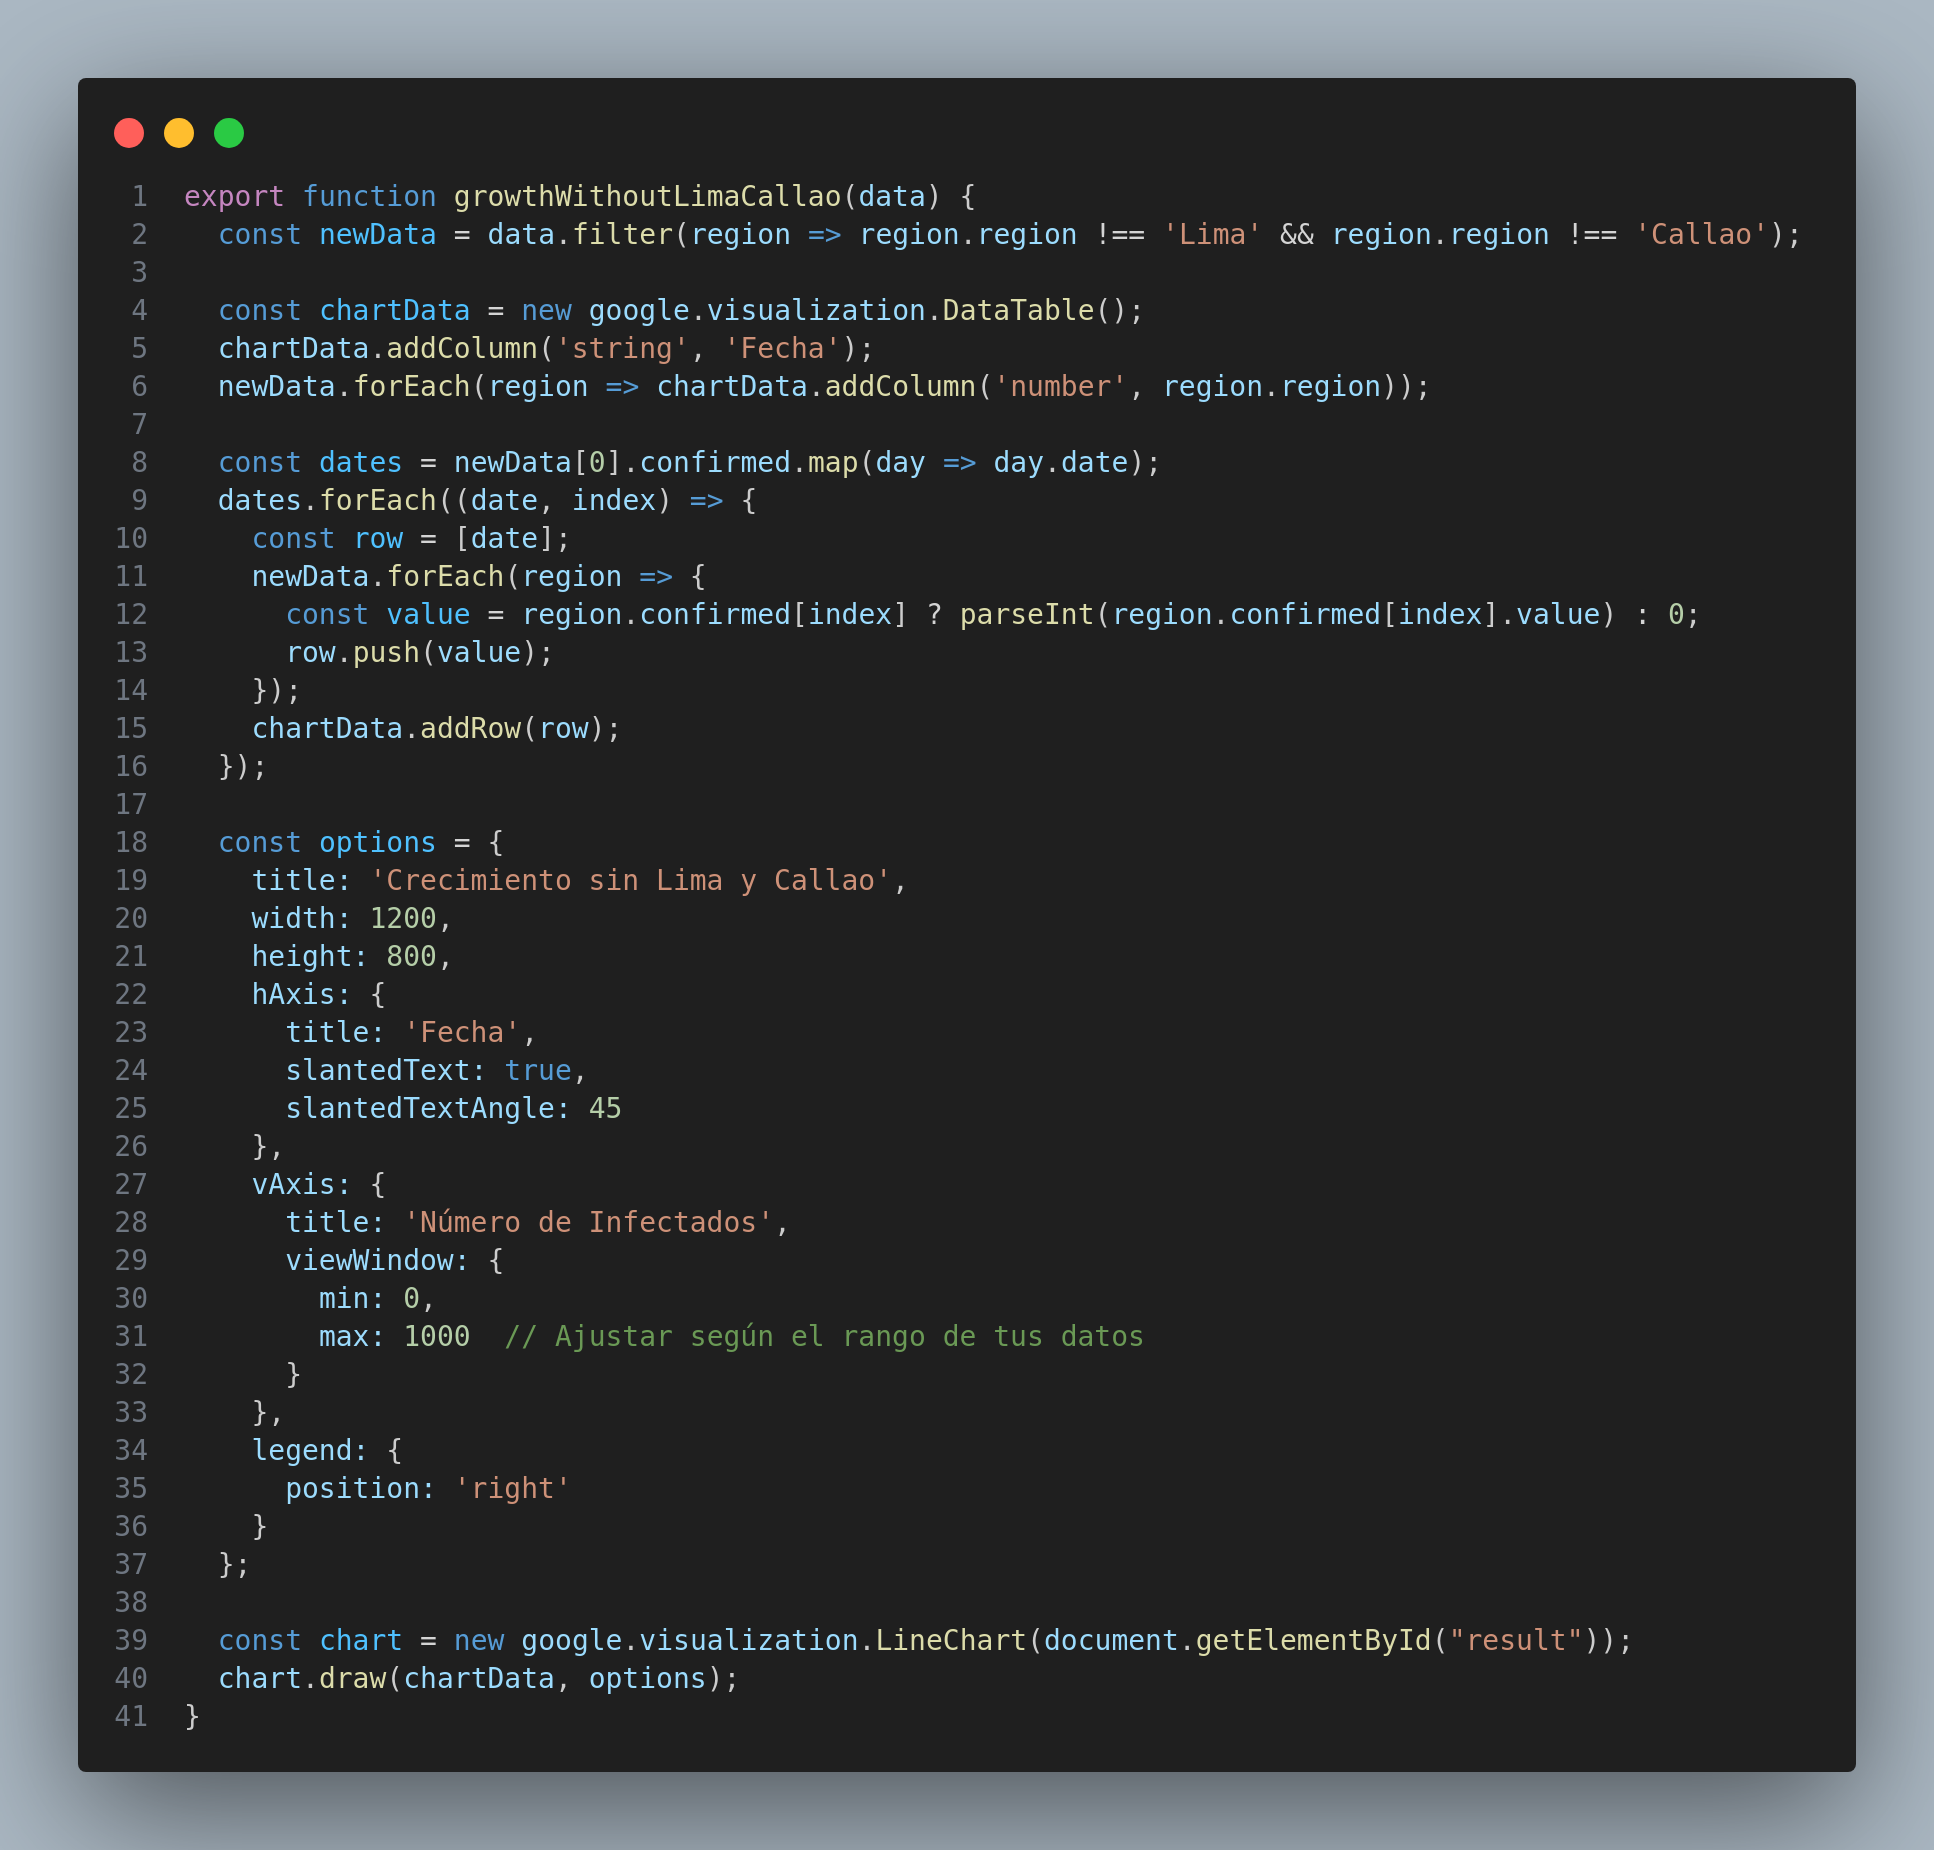 1 export function growthWithoutLimaCallao(data) {
2   const newData = data.filter(region => region.region !== 'Lima' && region.region !== 'Callao');
3
4   const chartData = new google.visualization.DataTable();
5   chartData.addColumn('string', 'Fecha');
6   newData.forEach(region => chartData.addColumn('number', region.region));
7
8   const dates = newData[0].confirmed.map(day => day.date);
9   dates.forEach((date, index) => {
10     const row = [date];
11     newData.forEach(region => {
12       const value = region.confirmed[index] ? parseInt(region.confirmed[index].value) : 0;
13       row.push(value);
14     });
15     chartData.addRow(row);
16   });
17
18   const options = {
19     title: 'Crecimiento sin Lima y Callao',
20     width: 1200,
21     height: 800,
22     hAxis: {
23       title: 'Fecha',
24       slantedText: true,
25       slantedTextAngle: 45
26     },
27     vAxis: {
28       title: 'Número de Infectados',
29       viewWindow: {
30         min: 0,
31         max: 1000  // Ajustar según el rango de tus datos
32       }
33     },
34     legend: {
35       position: 'right'
36     }
37   };
38
39   const chart = new google.visualization.LineChart(document.getElementById("result"));
40   chart.draw(chartData, options);
41 }